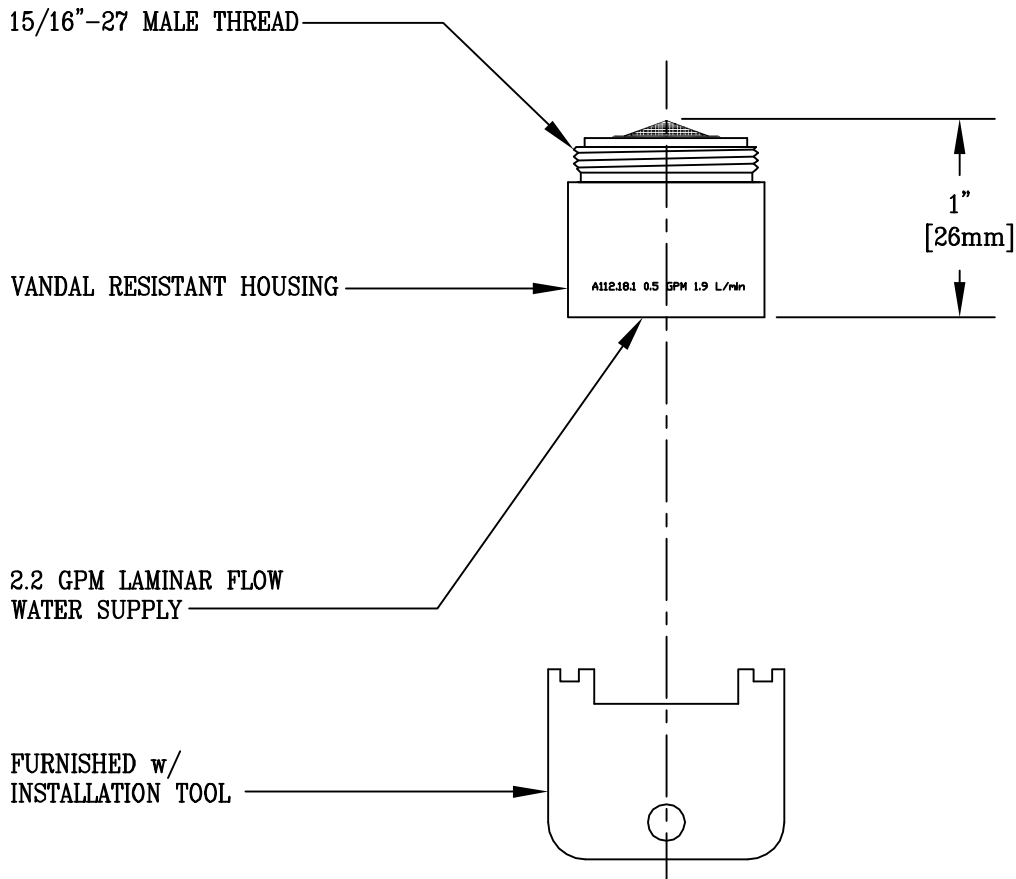 15/16"-27 MALE THREAD
1"
[26mm]
VANDAL RESISTANT HOUSING
A112.18.1 0.5 GPM 1.9 L/min
2.2 GPM LAMINAR FLOW
WATER SUPPLY
FURNISHED w/
INSTALLATION TOOL